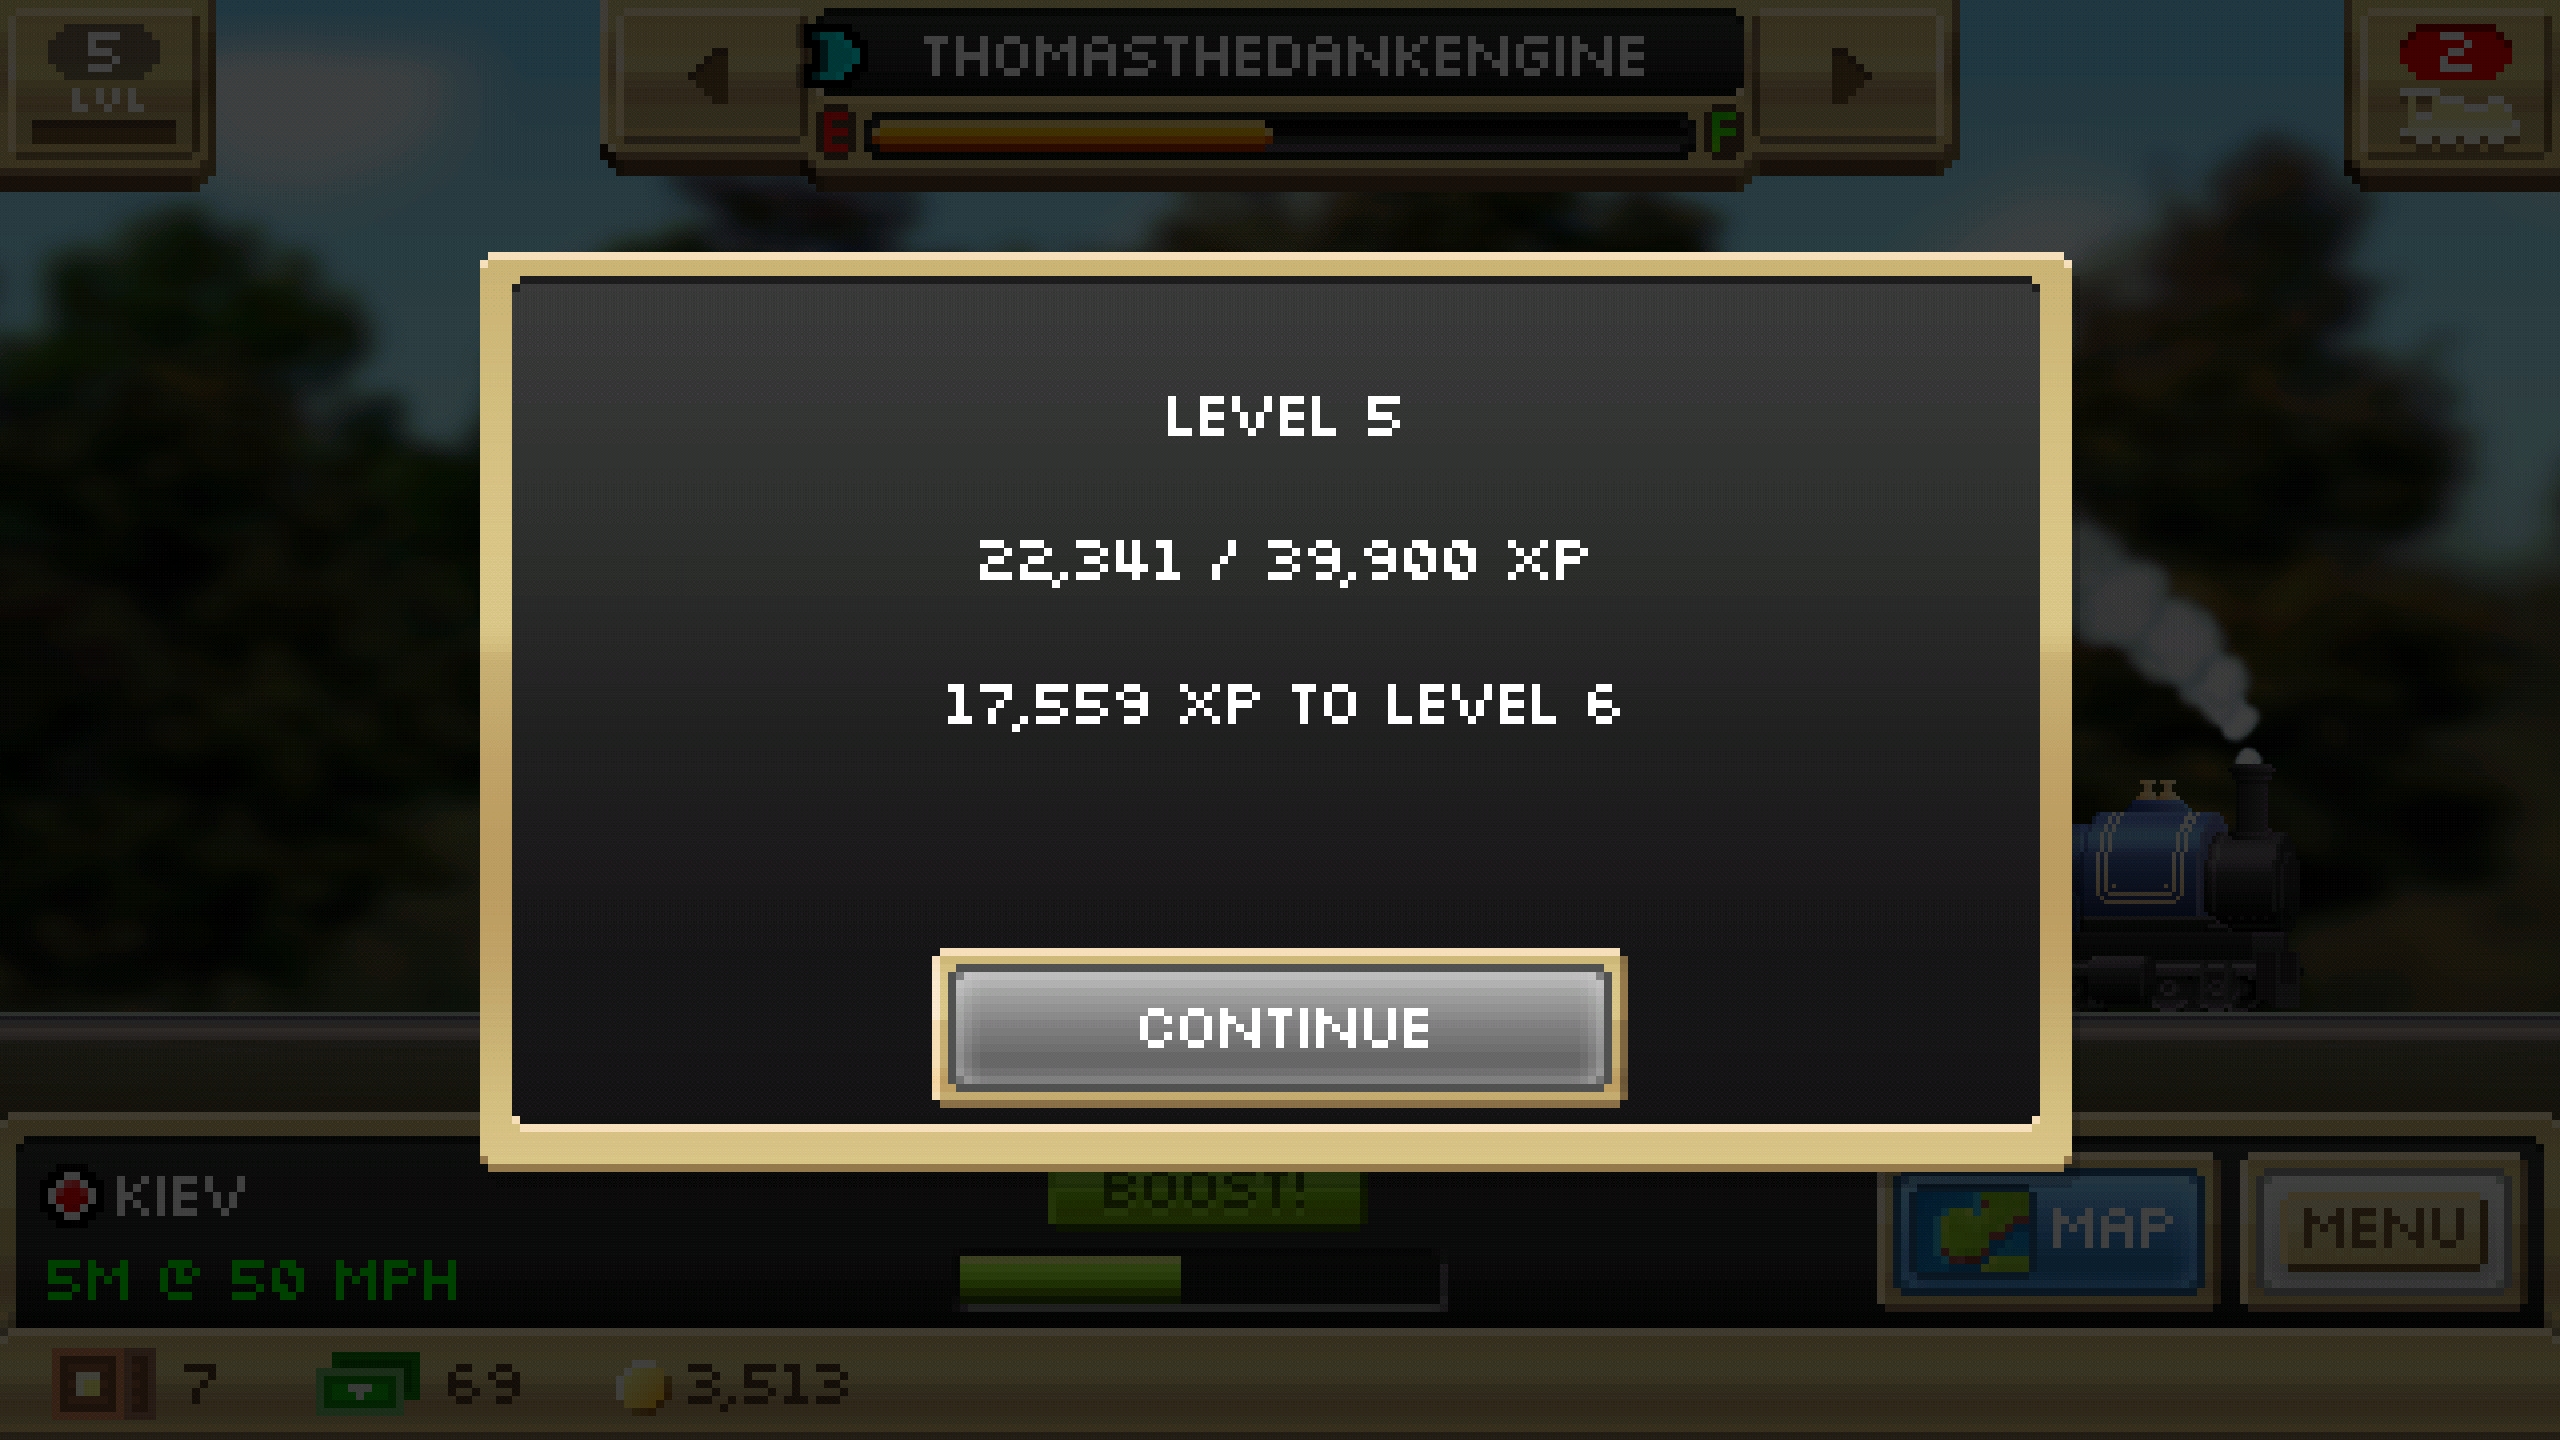 5
LVL
THOMASTHEDANKENGINE
E
F
2
LEVEL 5
22,341 / 39,900 XP
17,559 XP TO LEVEL 6
CONTINUE
KIEV
5M @ 50 MPH
BOOST!
MAP
MENU
7
69
3,513